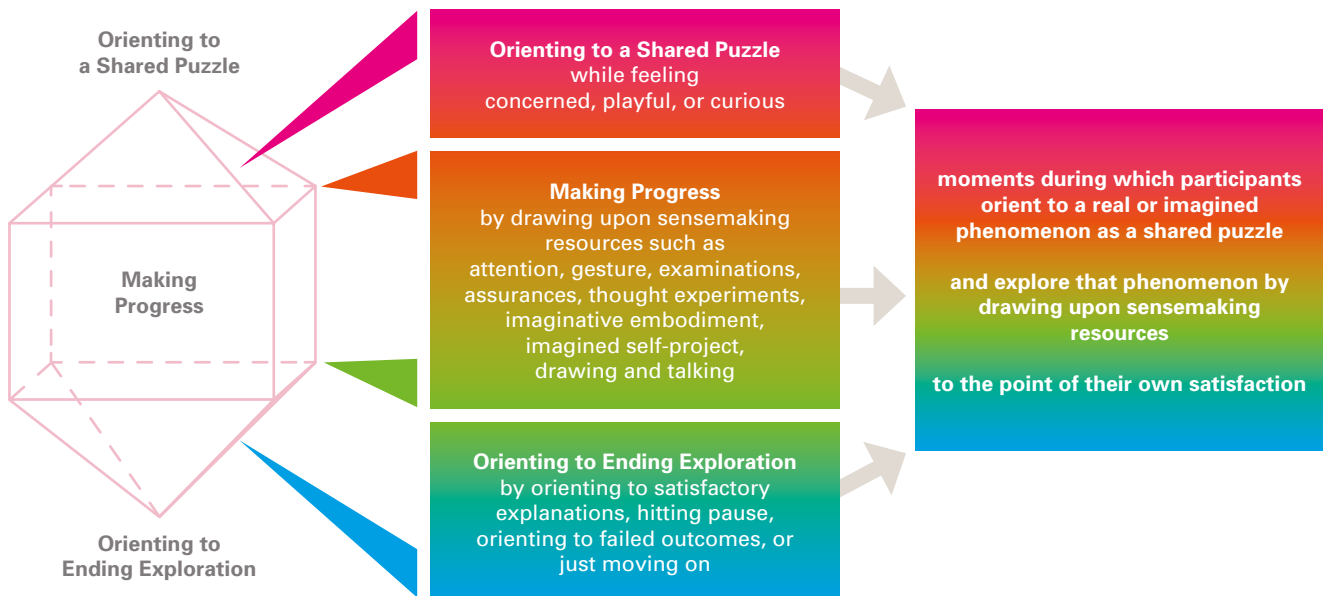 Orienting to
a Shared Puzzle
Making
Progress
Orienting to
Ending Exploration
Orienting to a Shared Puzzle
while feeling
concerned, playful, or curious
Making Progress
by drawing upon sensemaking
resources such as
attention, gesture, examinations,
assurances, thought experiments,
imaginative embodiment,
imagined self-project,
drawing and talking
Orienting to Ending Exploration
by orienting to satisfactory
explanations, hitting pause,
orienting to failed outcomes, or
just moving on
moments during which participants
orient to a real or imagined
phenomenon as a shared puzzle
and explore that phenomenon by
drawing upon sensemaking
resources
to the point of their own satisfaction